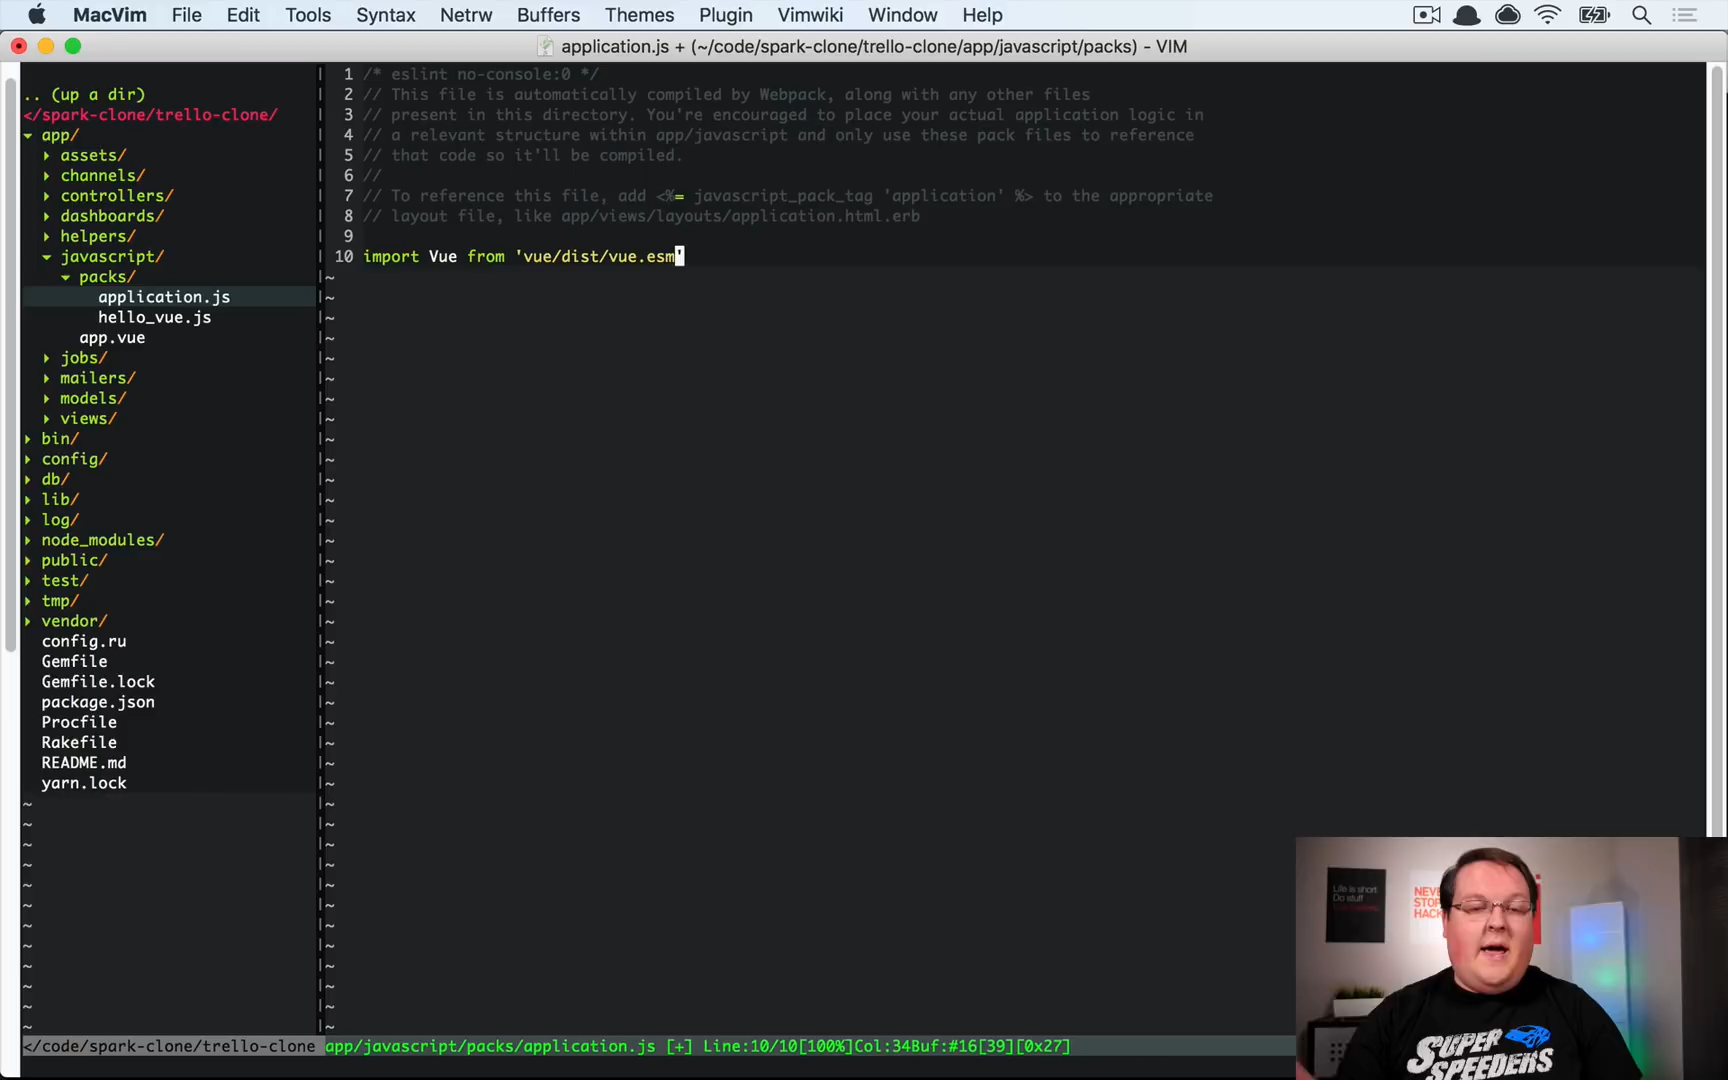 MacVim File Edit Tools Syntax Netrw Buffers Themes Plugin Vimwiki Window Help
application.js + (~/code/spark-clone/trello-clone/app/javascript/packs) - VIM
.. (up a dir)
</spark-clone/trello-clone/
app/
assets/
channels/
controllers/
dashboards/
helpers/
javascript/
packs/
application.js
hello_vue.js
app.vue
jobs/
mailers/
models/
views/
bin/
config/
db/
lib/
log/
node_modules/
public/
test/
tmp/
vendor/
config.ru
Gemfile
Gemfile.lock
package.json
Procfile
Rakefile
README.md
yarn.lock
1 /* eslint no-console:0 */
2 // This file is automatically compiled by Webpack, along with any other files
3 // present in this directory. You're encouraged to place your actual application logic in
4 // a relevant structure within app/javascript and only use these pack files to reference
5 // that code so it'll be compiled.
6 //
7 // To reference this file, add <%= javascript_pack_tag 'application' %> to the appropriate
8 // layout file, like app/views/layouts/application.html.erb
9
10 import Vue from 'vue/dist/vue.esm'
</code/spark-clone/trello-clone app/javascript/packs/application.js [+] Line:10/10[100%]Col:34Buf:#16[39][0x27]
Life is short.
Do stuff
NEVE
STOP
HACK
SUPER
SPEEDERS